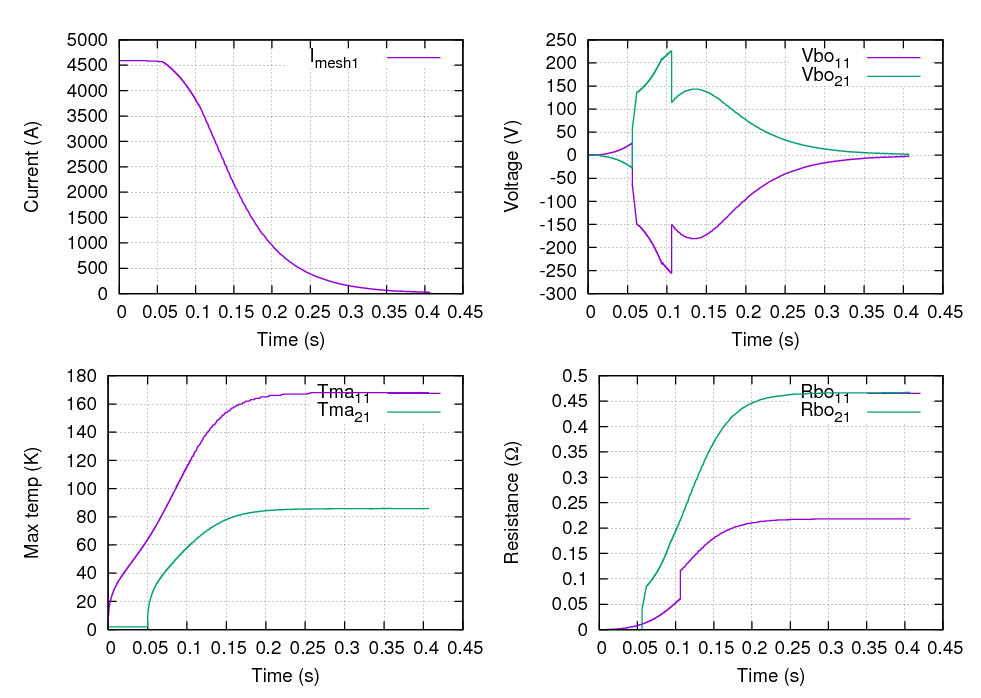 5000
4500
4000
3500
3000
2500
2000
1500
1000
500
0
0 0.05 0.1 0.15 0.2 0.25 0.3 0.35 0.4 0.45
Current (A)
Time (s)
Imesh1
250
200
150
100
50
0
-50
-100
-150
-200
-250
-300
0 0.05 0.1 0.15 0.2 0.25 0.3 0.35 0.4 0.45
Voltage (V)
Time (s)
Vbo11
Vbo21
180
160
140
120
100
80
60
40
20
0
0 0.05 0.1 0.15 0.2 0.25 0.3 0.35 0.4 0.45
Max temp (K)
Time (s)
Tma11
Tma21
0.5
0.45
0.4
0.35
0.3
0.25
0.2
0.15
0.1
0.05
0
0 0.05 0.1 0.15 0.2 0.25 0.3 0.35 0.4 0.45
Resistance (Ω)
Time (s)
Rbo11
Rbo21